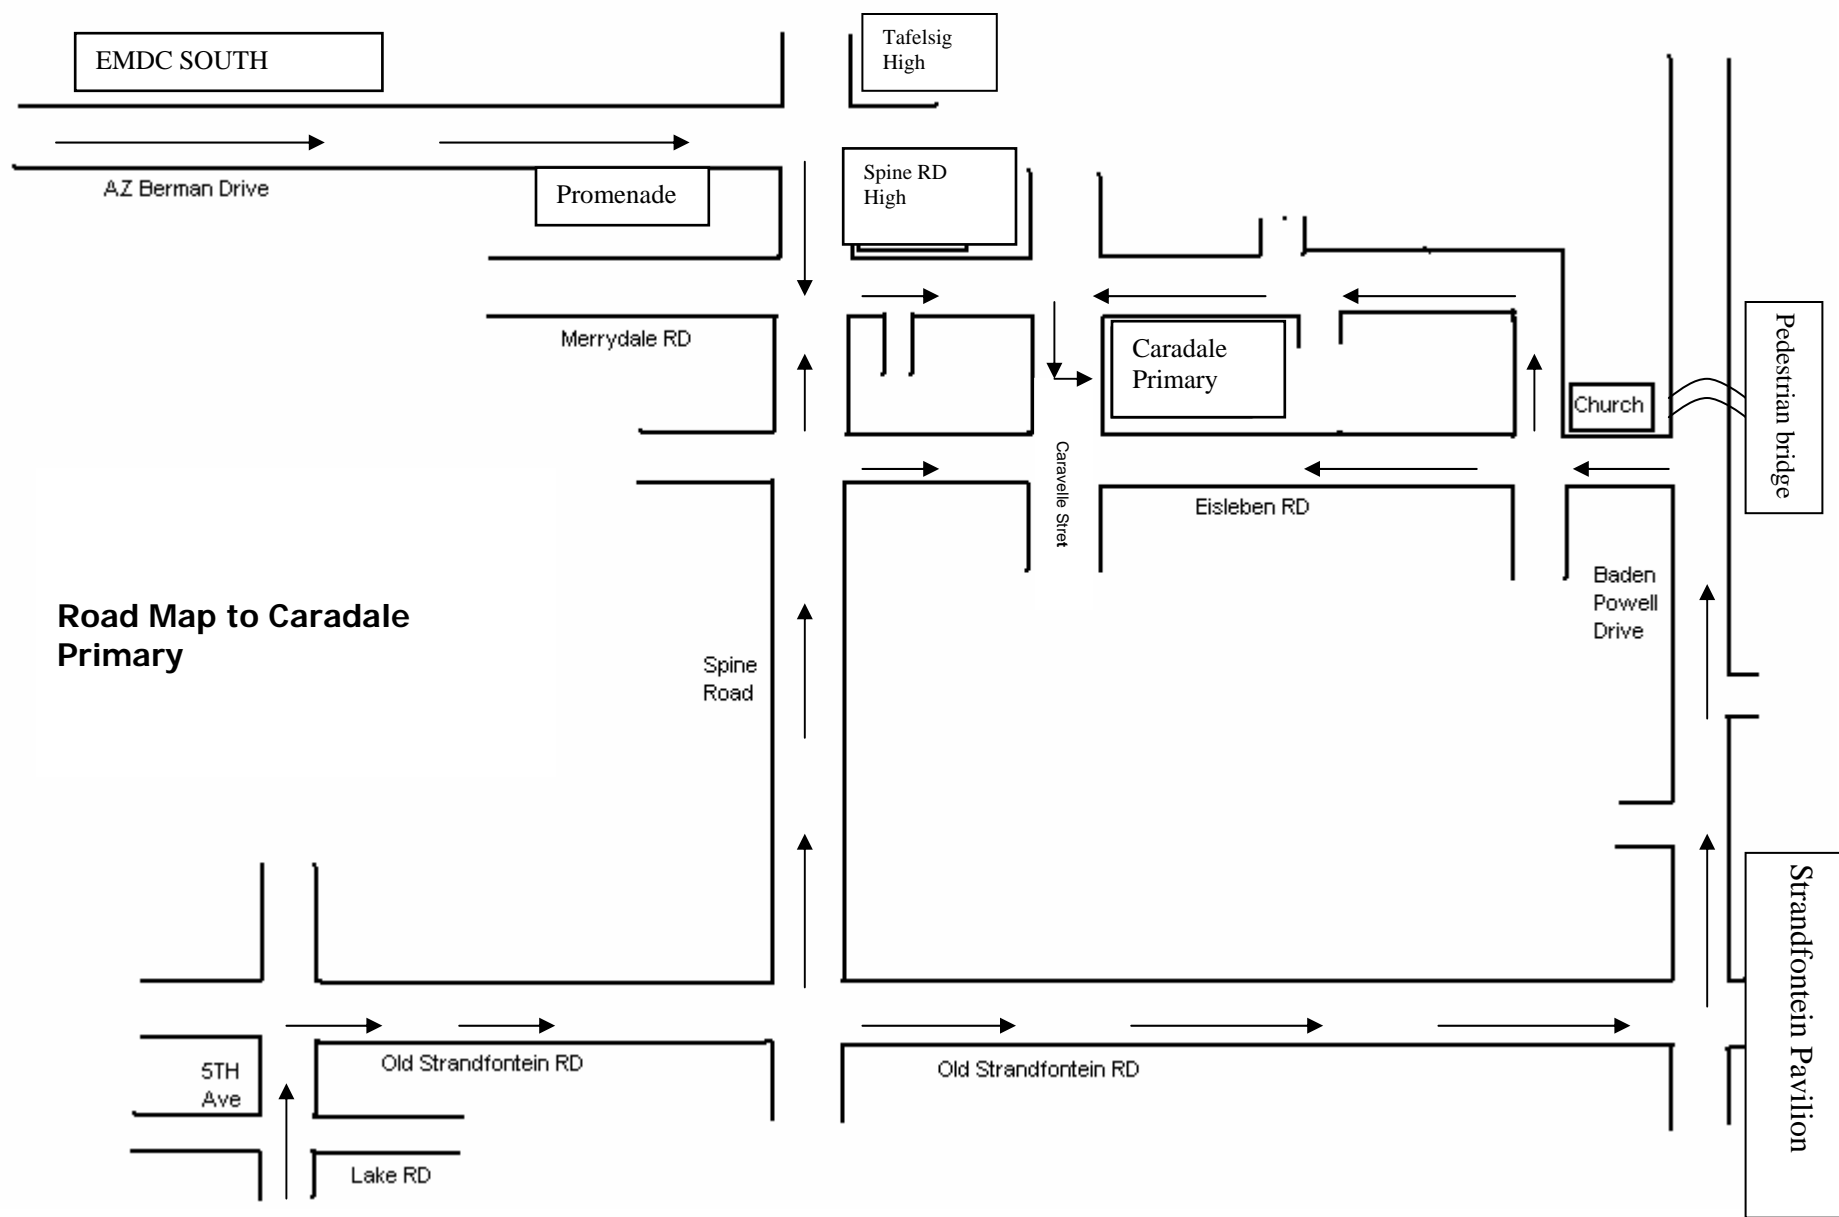 EMDC SOUTH
Tafelsig
High
AZ Berman Drive
Promenade
Spine RD
High
Merrydale RD
Caradale
Primary
Church
Pedestrian bridge
Caravelle Stret
Eisleben RD
Road Map to Caradale
Primary
Spine
Road
Baden
Powell
Drive
Strandfontein Pavilion
5TH
Ave
Old Strandfontein RD
Old Strandfontein RD
Lake RD